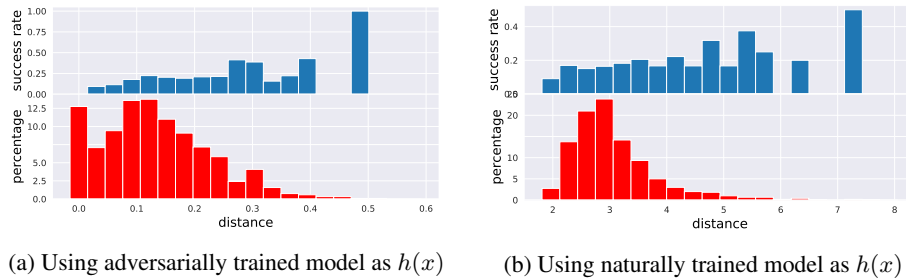 1.00
0.75
0.50
0.25
0.00
success rate
12.5
10.0
7.5
5.0
2.5
0.0
percentage
0.0 0.1 0.2 0.3 0.4 0.5 0.6
distance
0.4
0.2
0.0
success rate
20
10
5
0
percentage
2 3 4 5 6 7 8
distance
(a) Using adversarially trained model as h(x)
(b) Using naturally trained model as h(x)